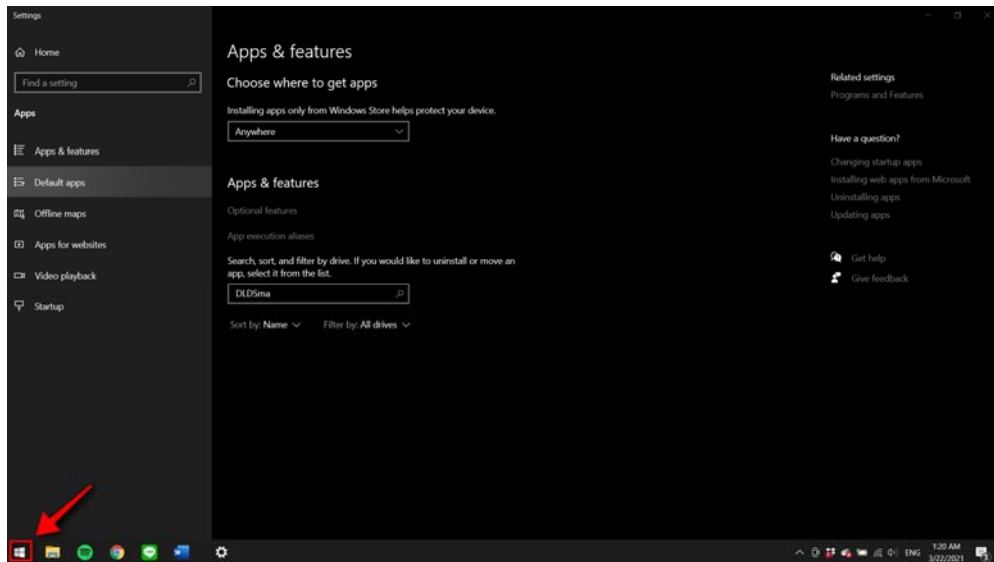 Settings
Home
Find a setting
Apps
Apps & features
Default apps
Offline maps
Apps for websites
Video playback
Startup
Apps & features
Choose where to get apps
Installing apps only from Windows Store helps protect your device.
Anywhere
Apps & features
Optional features
App execution aliases
Search, sort, and filter by drive. If you would like to uninstall or move an
app, select it from the list.
DLDSma
Sort by: Name
Filter by: All drives
Related settings
Programs and Features
Have a question?
Changing startup apps
Installing web apps from Microsoft
Uninstalling apps
Updating apps
Get help
Give feedback
ENG
1:20 AM
3/22/2021